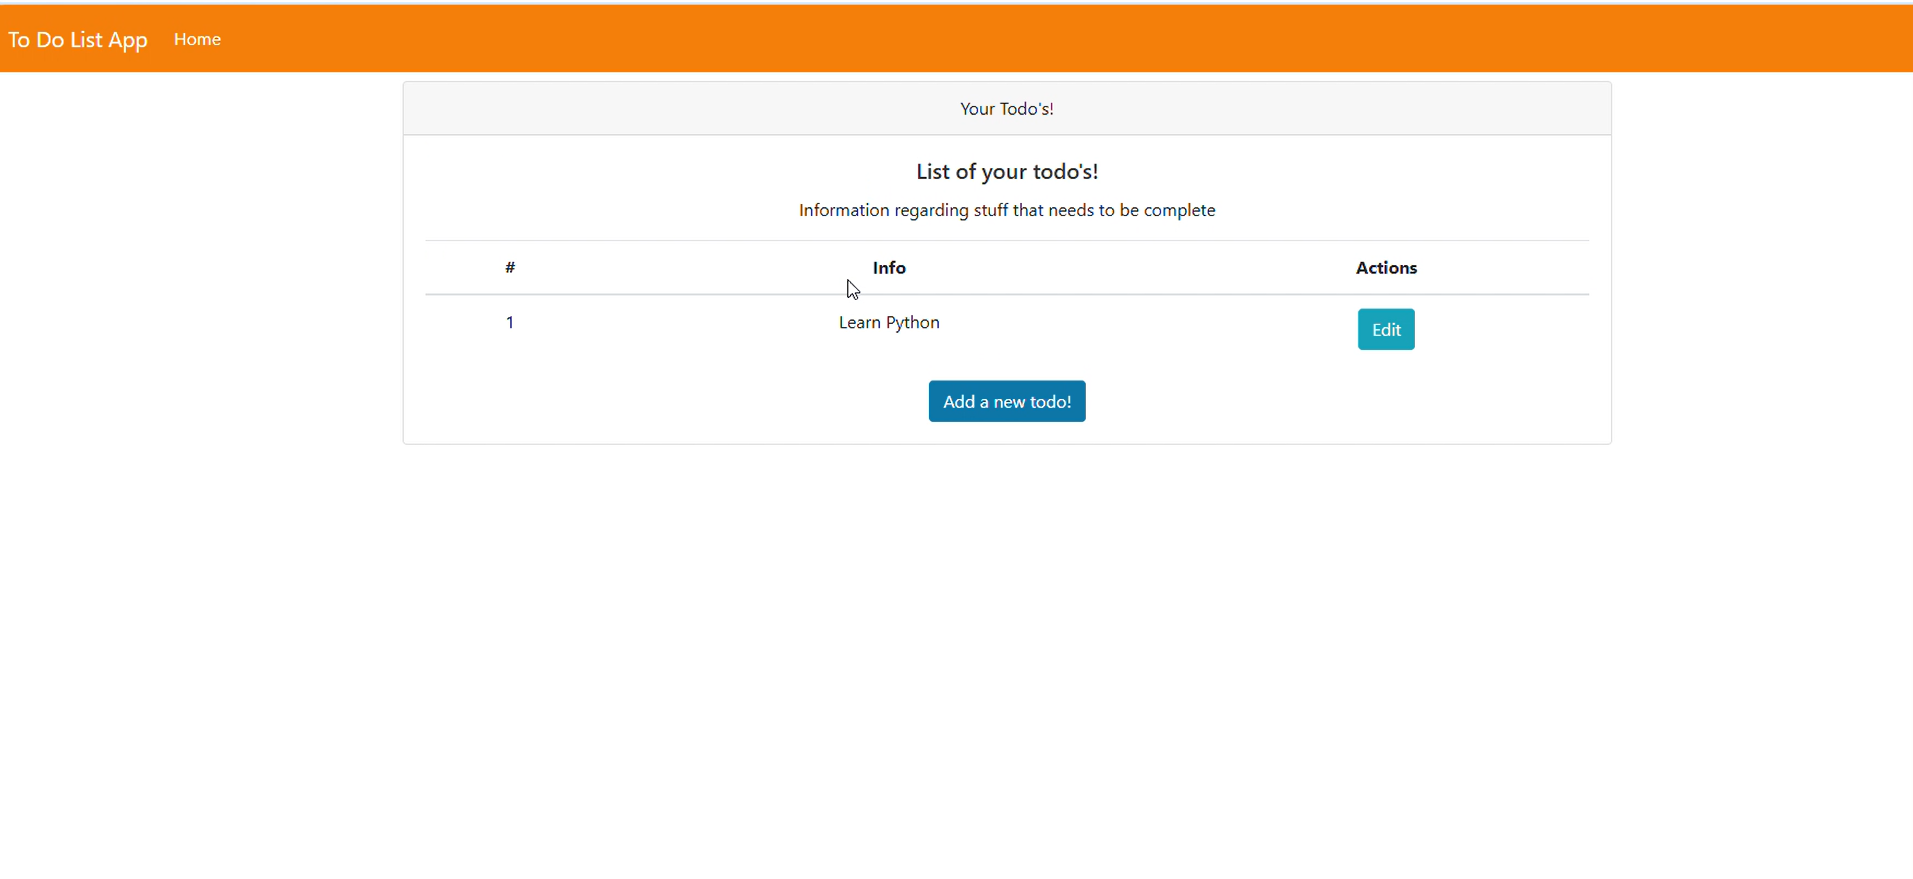 To Do List App Home
Your Todo's!
List of your todo's!
Information regarding stuff that needs to be complete
# Info Actions
1 Learn Python Edit
Add a new todo!